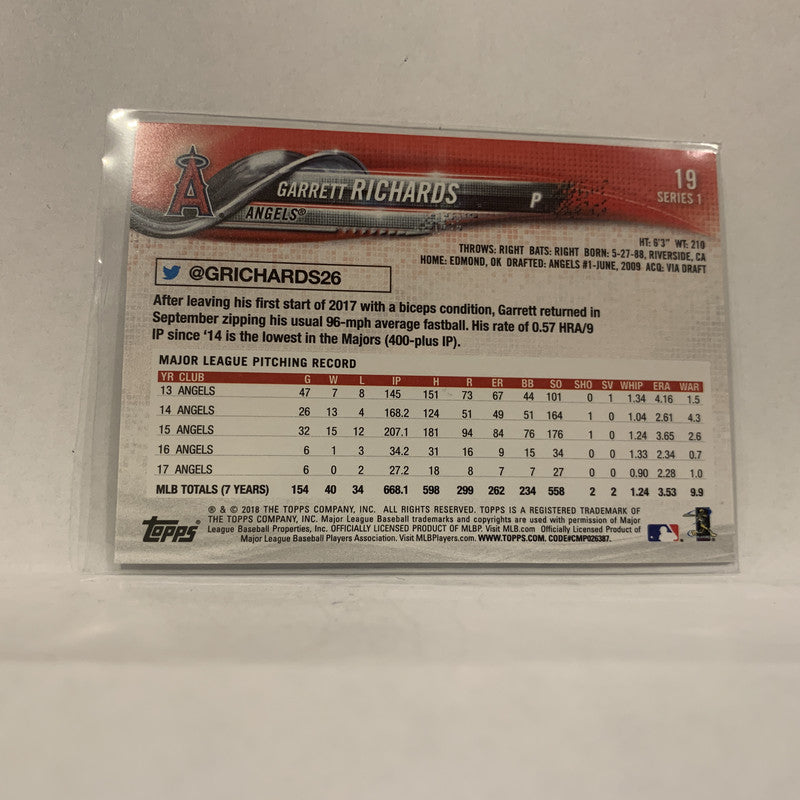 A
GARRETT RICHARDS P
ANGELS®
19
SERIES 1
HT: 6'3" WT: 210
THROWS: RIGHT BATS: RIGHT BORN: 5-27-88, RIVERSIDE, CA
HOME: EDMOND, OK DRAFTED: ANGELS #1-JUNE, 2009 ACQ: VIA DRAFT
@GRICHARDS26
After leaving his first start of 2017 with a biceps condition, Garrett returned in
September zipping his usual 96-mph average fastball. His rate of 0.57 HRA/9
IP since '14 is the lowest in the Majors (400-plus IP).
MAJOR LEAGUE PITCHING RECORD
YR CLUB G W L IP H R ER BB SO SHO SV WHIP ERA WAR
13 ANGELS 47 7 8 145 151 73 67 44 101 0 1 1.34 4.16 1.5
14 ANGELS 26 13 4 168.2 124 51 49 51 164 1 0 1.04 2.61 4.3
15 ANGELS 32 15 12 207.1 181 94 84 76 176 1 0 1.24 3.65 2.6
16 ANGELS 6 1 3 34.2 31 16 9 15 34 0 0 1.33 2.34 0.7
17 ANGELS 6 0 2 27.2 18 8 7 7 27 0 0 0.90 2.28 1.0
MLB TOTALS (7 YEARS) 154 40 34 668.1 598 299 262 234 558 2 2 1.24 3.53 9.9
Topps®
® & © 2018 THE TOPPS COMPANY, INC. ALL RIGHTS RESERVED. TOPPS IS A REGISTERED TRADEMARK OF
THE TOPPS COMPANY, INC. Major League Baseball trademarks and copyrights are used with permission of Major
League Baseball Properties, Inc. OFFICIALLY LICENSED PRODUCT OF MLBP. Visit MLB.com Officially Licensed Product of
Major League Baseball Players Association. Visit MLBPlayers.com. WWW.TOPPS.COM. CODE#CMP026387.